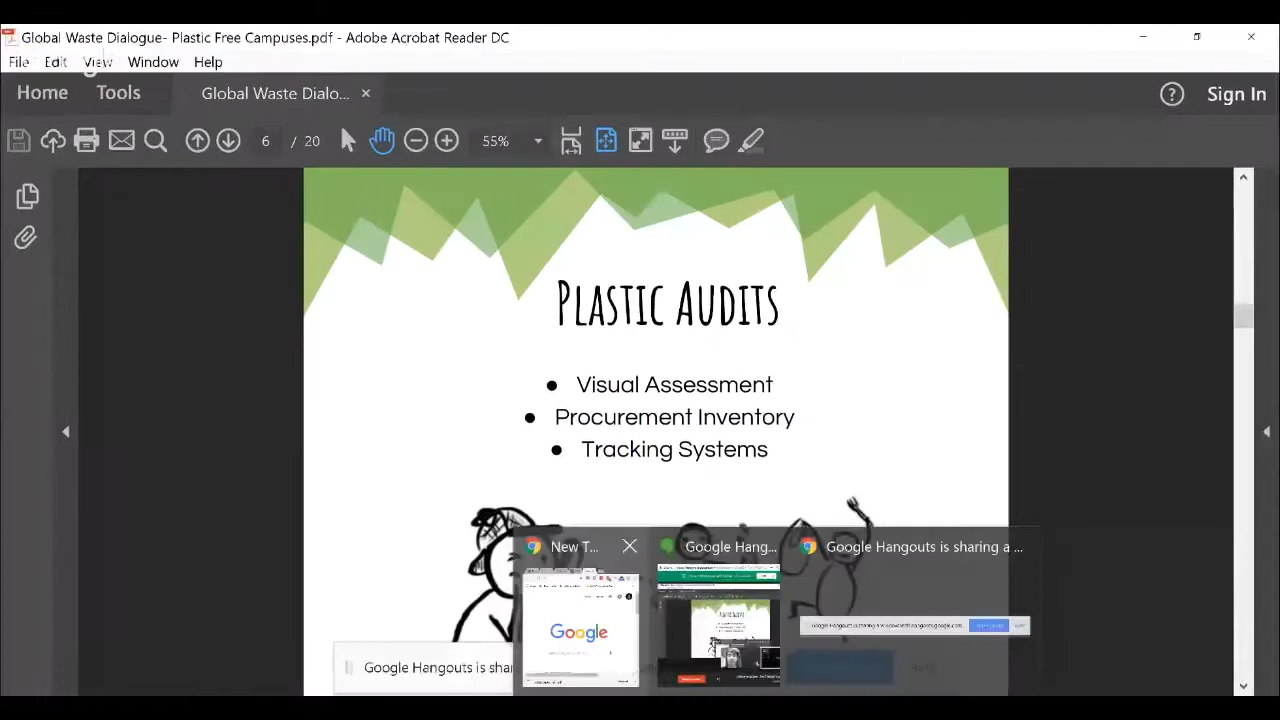 Global Waste Dialogue- Plastic Free Campuses.pdf - Adobe Acrobat Reader DC
File Edit View Window Help
Home Tools Global Waste Dialo... Sign In
6 / 20 55%
PLASTIC AUDITS
● Visual Assessment
● Procurement Inventory
● Tracking Systems
New T... Google Hang... Google Hangouts is sharing a ...
Google
Google Hangouts is shar